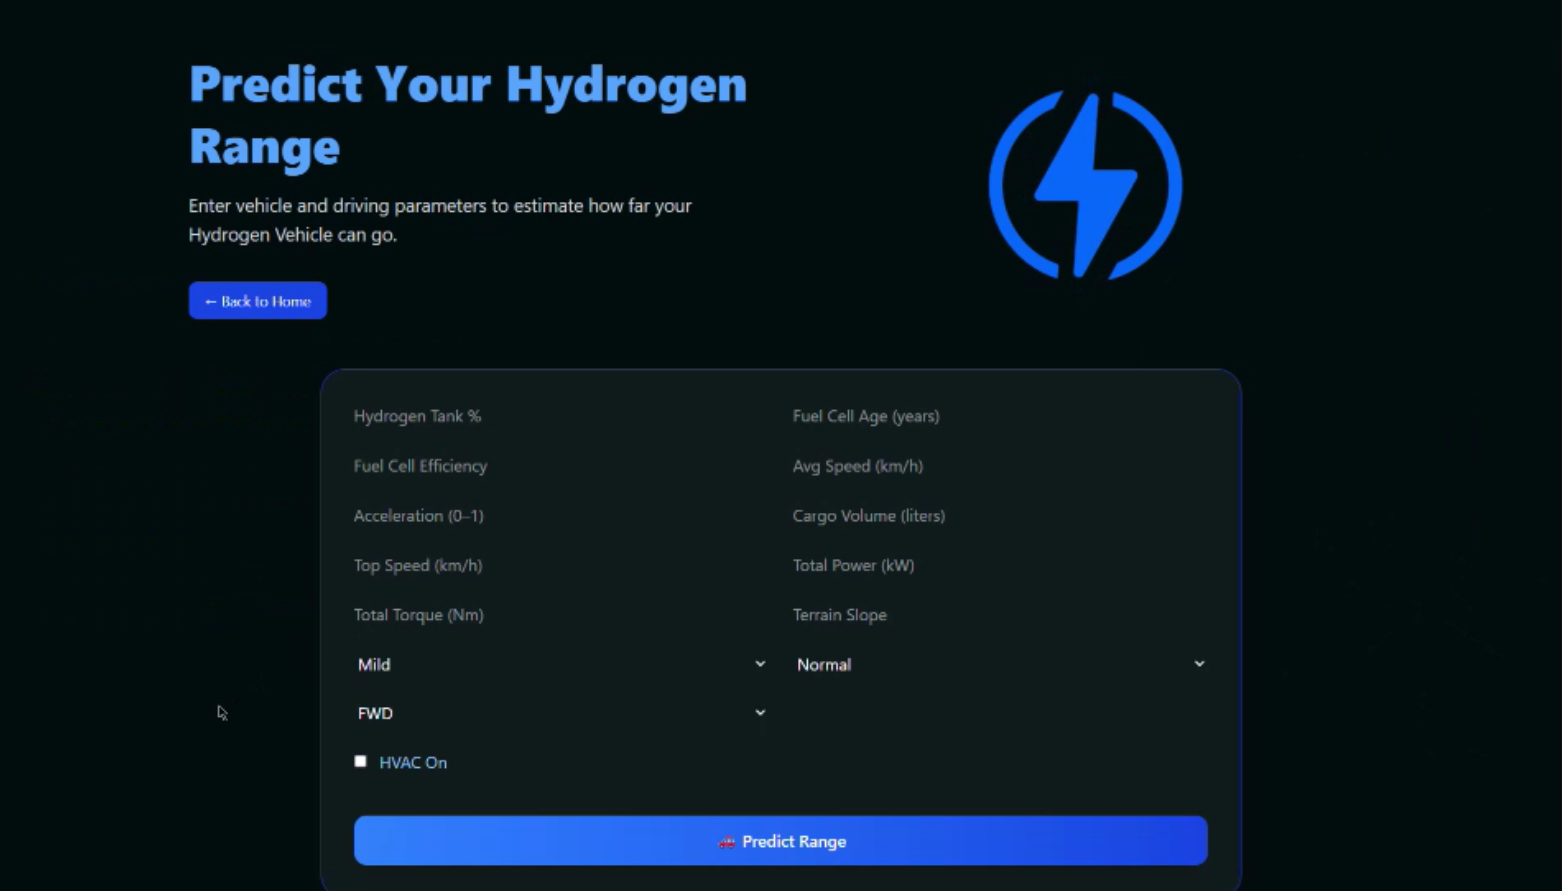 Predict Your Hydrogen
Range
Enter vehicle and driving parameters to estimate how far your
Hydrogen Vehicle can go.
← Back to Home
Hydrogen Tank %
Fuel Cell Age (years)
Fuel Cell Efficiency
Avg Speed (km/h)
Acceleration (0–1)
Cargo Volume (liters)
Top Speed (km/h)
Total Power (kW)
Total Torque (Nm)
Terrain Slope
Mild
Normal
FWD
HVAC On
🚗 Predict Range